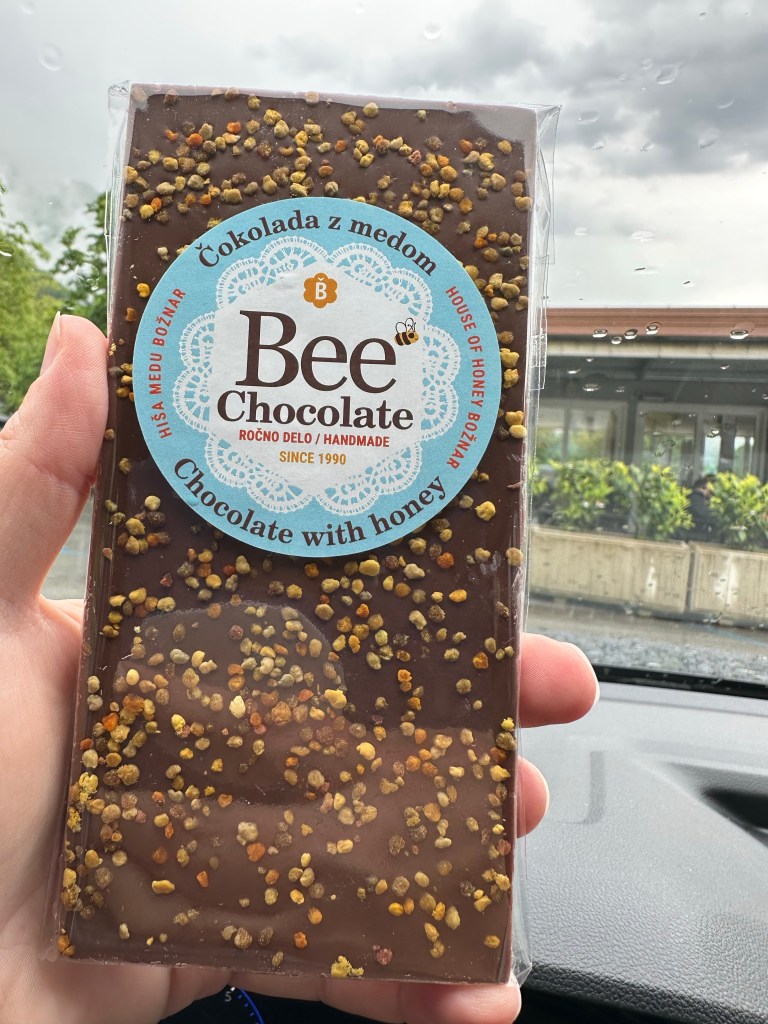 Čokolada z medom
HIŠA MEDU BOŽNAR
HOUSE OF HONEY BOŽNAR
B
Bee
Chocolate
ROČNO DELO / HANDMADE
SINCE 1990
Chocolate with honey
S